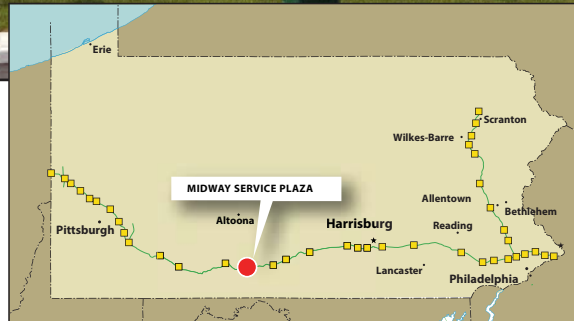 Erie
Scranton
Wilkes-Barre
MIDWAY SERVICE PLAZA
Allentown
Bethlehem
Altoona
Harrisburg
Reading
Pittsburgh
Lancaster
Philadelphia